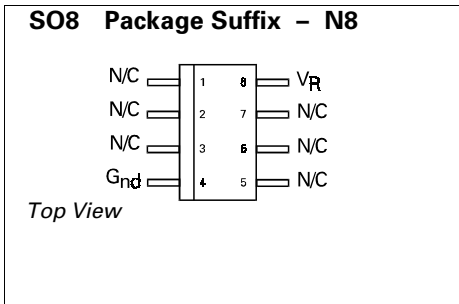 SO8 Package Suffix – N8
N/C 1 8 VR
N/C 2 7 N/C
N/C 3 6 N/C
Gnd 4 5 N/C
Top View